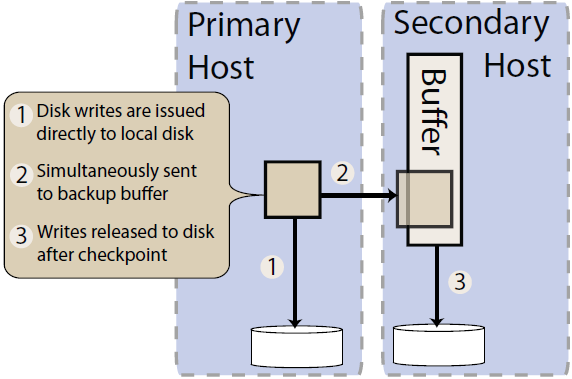 Primary
Host
Secondary
Host
Buffer
1 Disk writes are issued
directly to local disk
2 Simultaneously sent
to backup buffer
3 Writes released to disk
after checkpoint
2
1
3